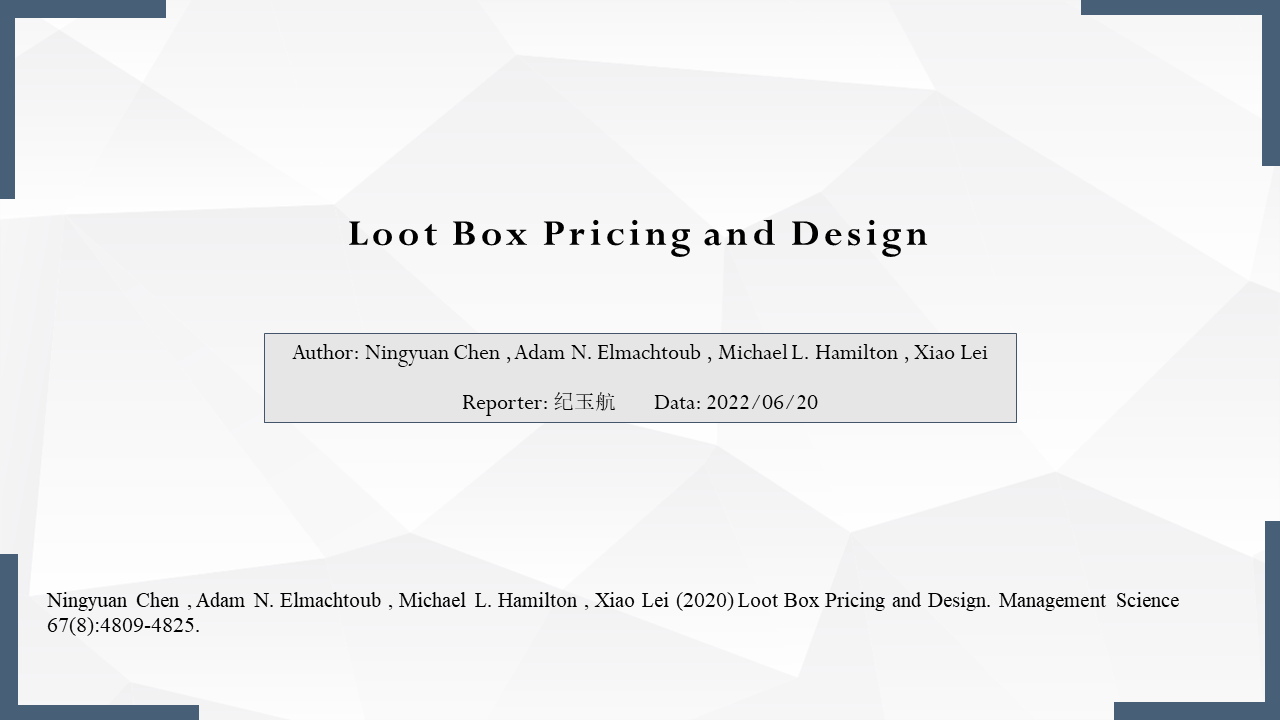 Loot Box Pricing and Design
Author: Ningyuan Chen , Adam N. Elmachtoub , Michael L. Hamilton , Xiao Lei
Reporter: 纪玉航 Data: 2022/06/20
Ningyuan Chen , Adam N. Elmachtoub , Michael L. Hamilton , Xiao Lei (2020) Loot Box Pricing and Design. Management Science
67(8):4809-4825.